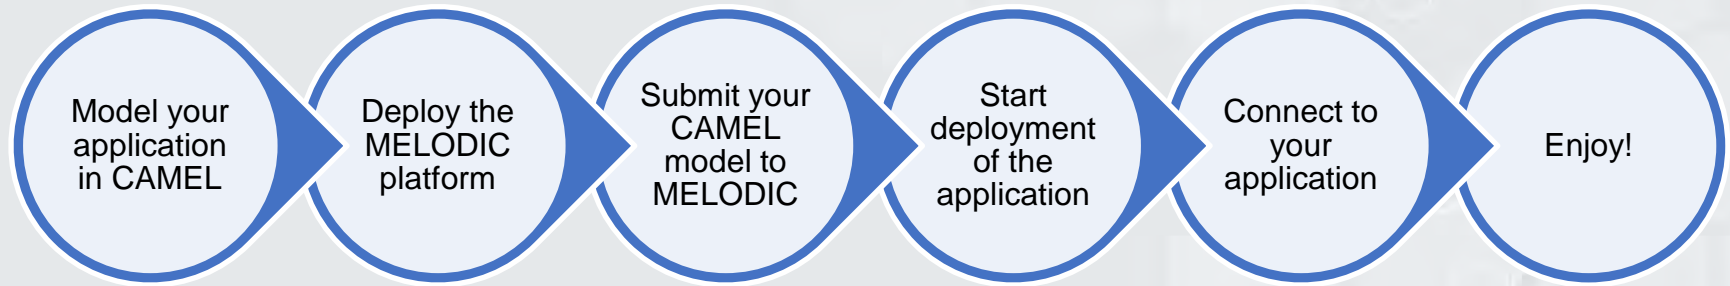 Model your
application
in CAMEL
Deploy the
MELODIC
platform
Submit your
CAMEL
model to
MELODIC
Start
deployment
of the
application
Connect to
your
application
Enjoy!